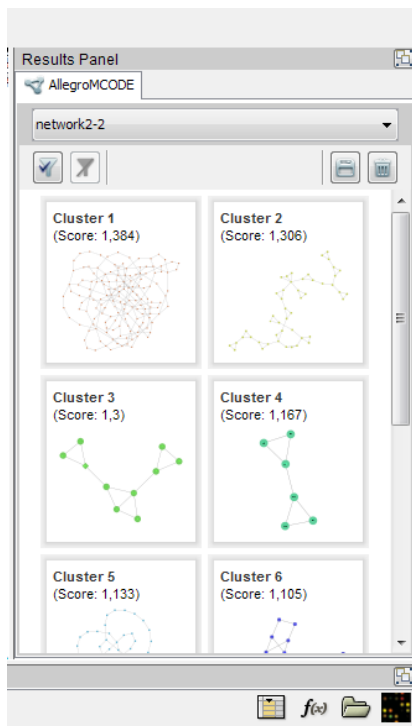 Results Panel
AllegroMCODE
network2-2
Cluster 1
(Score: 1,384)
Cluster 2
(Score: 1,306)
Cluster 3
(Score: 1,3)
Cluster 4
(Score: 1,167)
Cluster 5
(Score: 1,133)
Cluster 6
(Score: 1,105)
f(x)